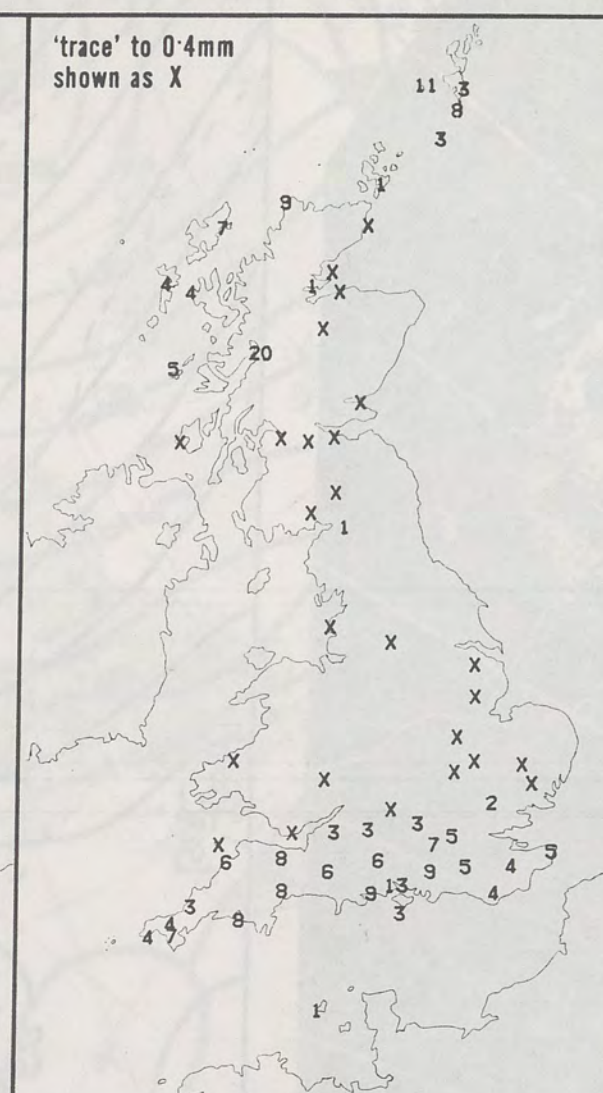 'trace' to 0·4mm
shown as X
11 3
8
3
1
9
7 X
X
4 4 1 X
X
20
5
X
X X X X
X
X 1
X X
X
X
X
X X X
X X
2
X
X 3 3 3 5
X 7
6 8 6 5
6 9 5 4
8 9 13 4
3 3
4 8
4 7
1